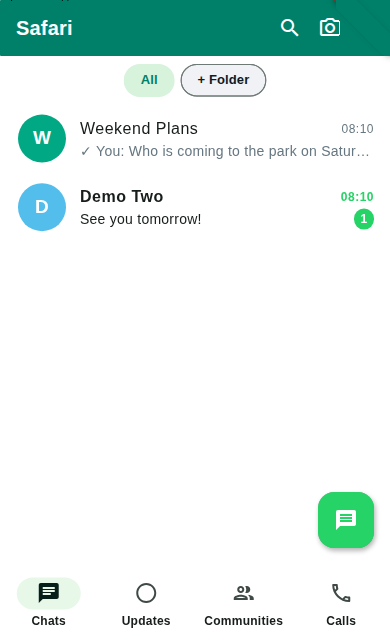 Safari
All
+ Folder
W
Weekend Plans
08:10
✓ You: Who is coming to the park on Satur…
D
Demo Two
08:10
See you tomorrow!
1
Chats
Updates
Communities
Calls